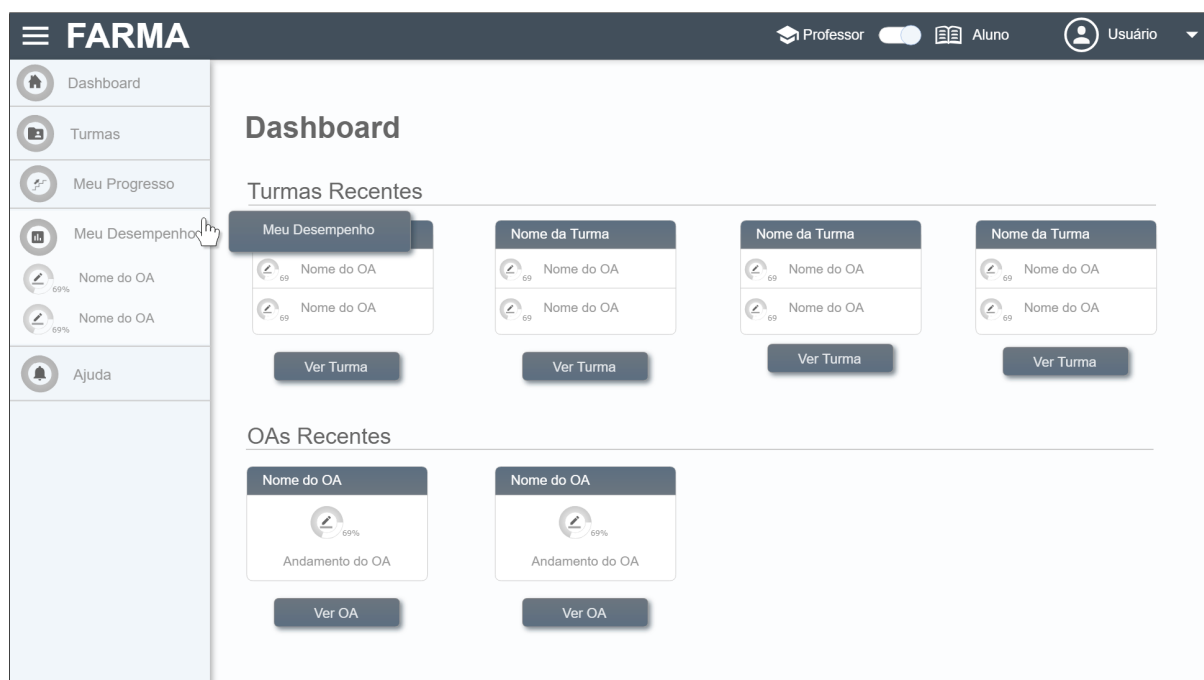 FARMA
Professor
Aluno
Usuário
Dashboard
Turmas
Meu Progresso
Meu Desempenho
Nome do OA
69%
Nome do OA
69%
Ajuda
Dashboard
Turmas Recentes
Meu Desempenho
Nome da Turma
Nome da Turma
Nome da Turma
Nome do OA
69
Nome do OA
69
Nome do OA
69
Nome do OA
69
Nome do OA
69
Nome do OA
69
Nome do OA
69
Nome do OA
69
Ver Turma
Ver Turma
Ver Turma
Ver Turma
OAs Recentes
Nome do OA
Nome do OA
69%
69%
Andamento do OA
Andamento do OA
Ver OA
Ver OA